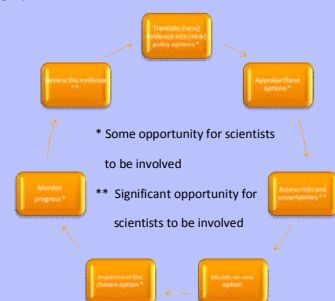 Translate (new)
evidence into (new)
policy options *
Appraise these
options *
Assess risks and
uncertainties **
Decide on one
option
Implement the
chosen option *
Monitor
progress *
Review the evidence
**
* Some opportunity for scientists
to be involved
** Significant opportunity for
scientists to be involved